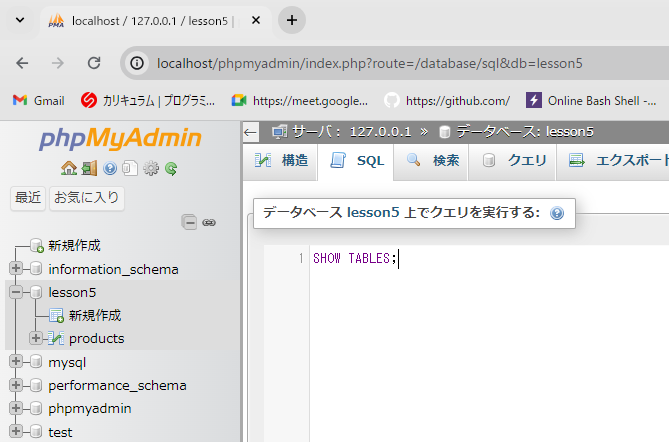 localhost / 127.0.0.1 / lesson5 |
localhost/phpmyadmin/index.php?route=/database/sql&db=lesson5
Gmail
カリキュラム | プログラミ...
https://meet.google...
https://github.com/
Online Bash Shell -...
phpMyAdmin
最近
お気に入り
新規作成
information_schema
lesson5
新規作成
products
mysql
performance_schema
phpmyadmin
test
サーバ: 127.0.0.1 » データベース: lesson5
構造
SQL
検索
クエリ
エクスポート
データベース lesson5 上でクエリを実行する:
1 SHOW TABLES;